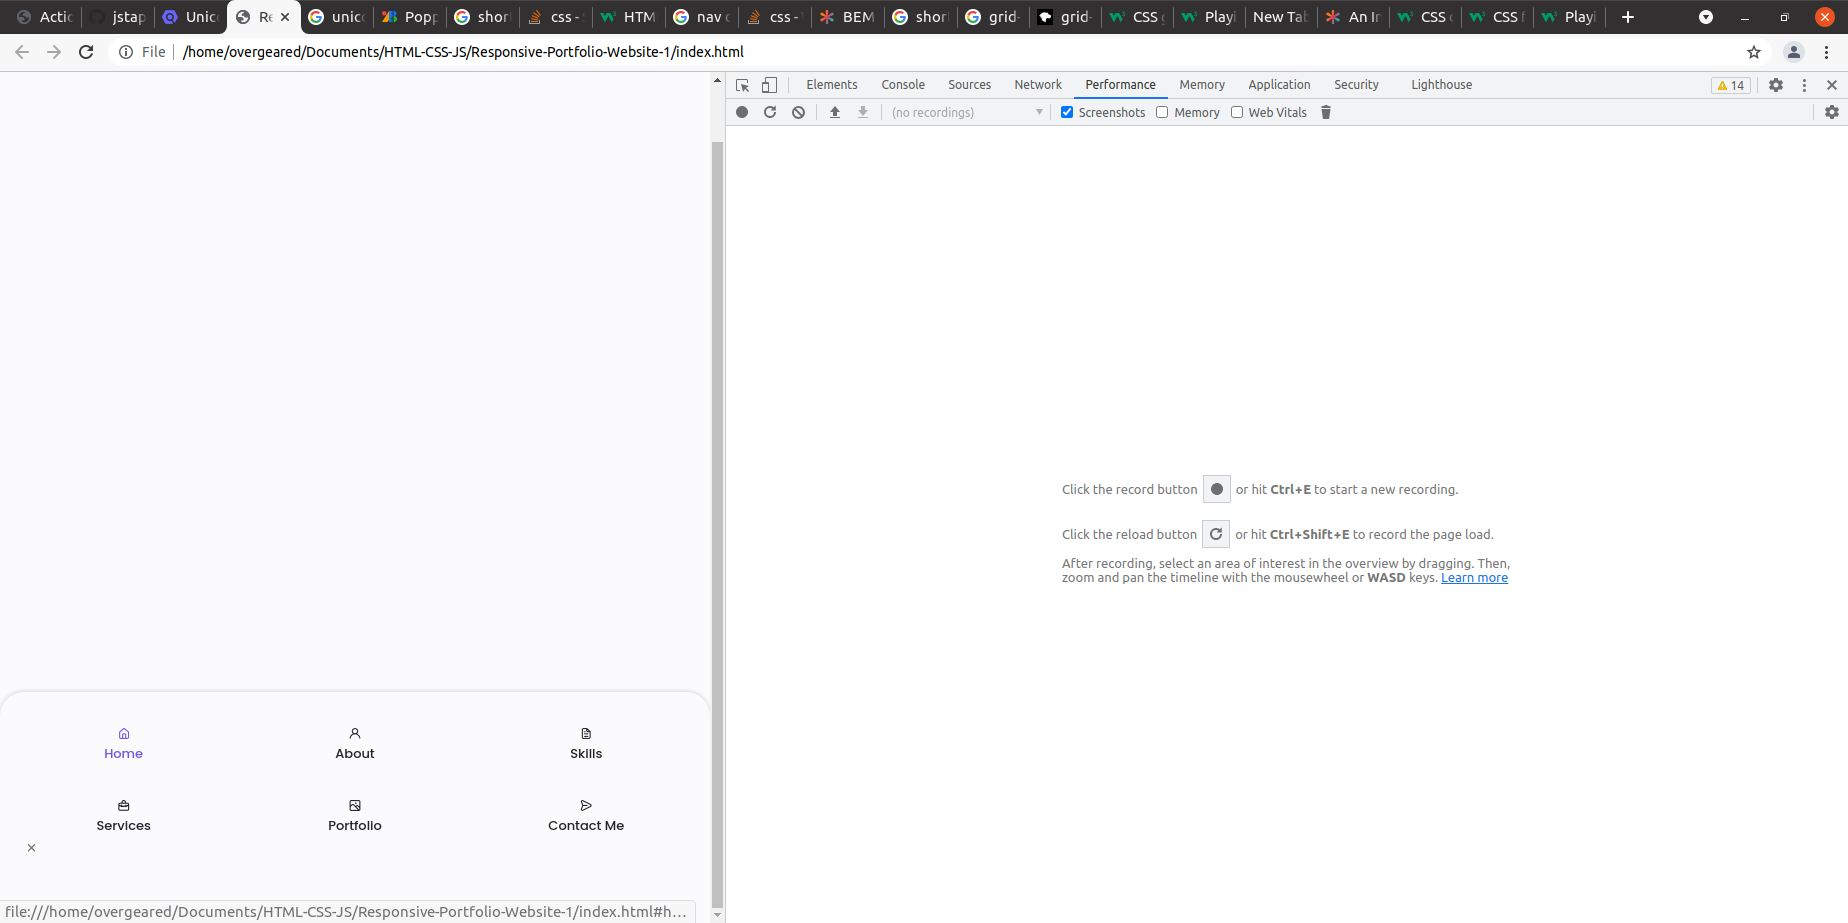 Actic jstap Unico Re unico Popp short css - S HTM nav c css - W BEM shor grid- grid- CSS g Playi New Tab An In CSS CSS f Playi
File /home/overgeared/Documents/HTML-CSS-JS/Responsive-Portfolio-Website-1/index.html
Elements Console Sources Network Performance Memory Application Security Lighthouse 14
(no recordings) Screenshots Memory Web Vitals
Click the record button or hit Ctrl+E to start a new recording.
Click the reload button or hit Ctrl+Shift+E to record the page load.
After recording, select an area of interest in the overview by dragging. Then,
zoom and pan the timeline with the mousewheel or WASD keys. Learn more
Home About Skills
Services Portfolio Contact Me
file:///home/overgeared/Documents/HTML-CSS-JS/Responsive-Portfolio-Website-1/index.html#h...